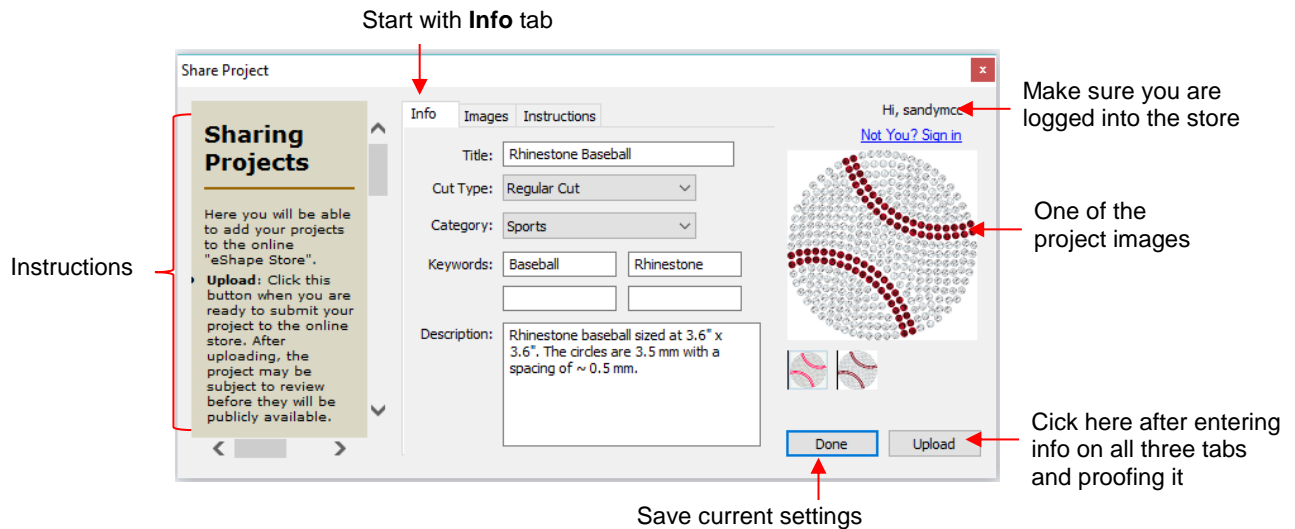 Start with Info tab
Share Project
x
Instructions
Sharing
Projects
Here you will be able
to add your projects
to the online
"eShape Store".
Upload: Click this
button when you are
ready to submit your
project to the online
store. After
uploading, the
project may be
subject to review
before they will be
publicly available.
Info Images Instructions
Title: Rhinestone Baseball
Cut Type: Regular Cut
Category: Sports
Keywords: Baseball Rhinestone
Description: Rhinestone baseball sized at 3.6" x
3.6". The circles are 3.5 mm with a
spacing of ~ 0.5 mm.
Hi, sandymcc
Not You? Sign in
Done Upload
Make sure you are
logged into the store
One of the
project images
Cick here after entering
info on all three tabs
and proofing it
Save current settings